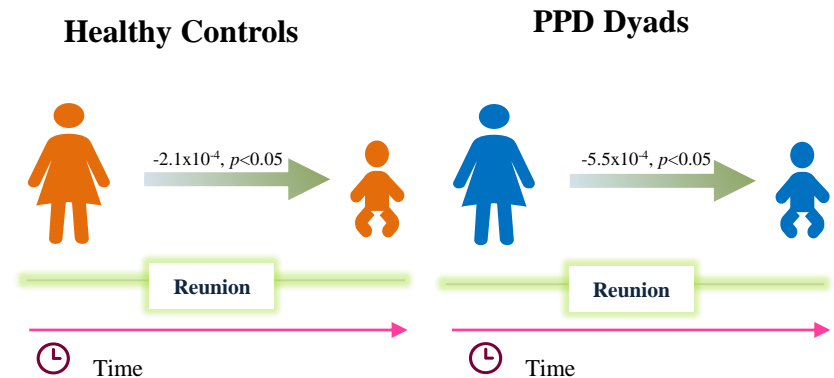 Healthy Controls
PPD Dyads
-2.1x10⁻⁴, p<0.05
-5.5x10⁻⁴, p<0.05
Reunion
Reunion
Time
Time